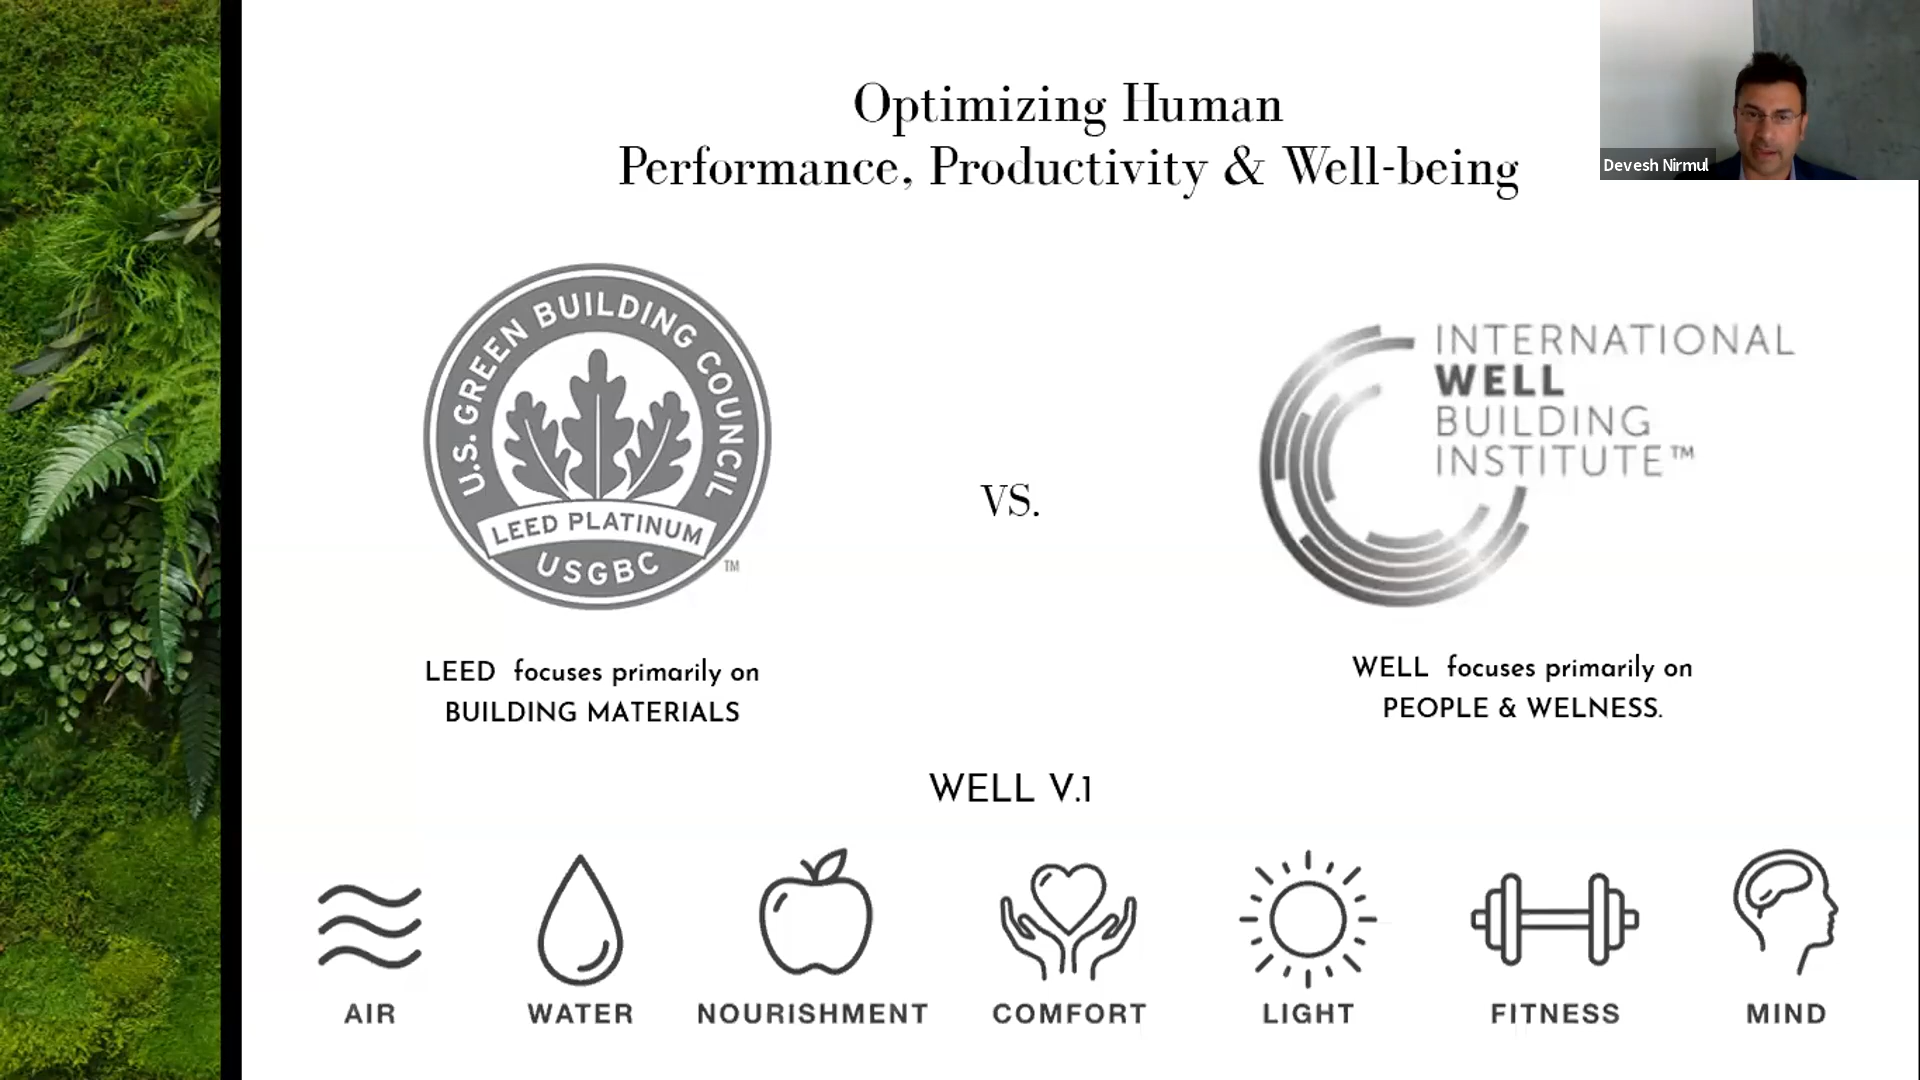 Optimizing Human
Performance, Productivity & Well-being
Devesh Nirmul
U.S. GREEN BUILDING COUNCIL
LEED PLATINUM
USGBC
TM
VS.
INTERNATIONAL
WELL
BUILDING
INSTITUTE™
LEED focuses primarily on
BUILDING MATERIALS
WELL focuses primarily on
PEOPLE & WELNESS.
WELL V.1
AIR
WATER
NOURISHMENT
COMFORT
LIGHT
FITNESS
MIND